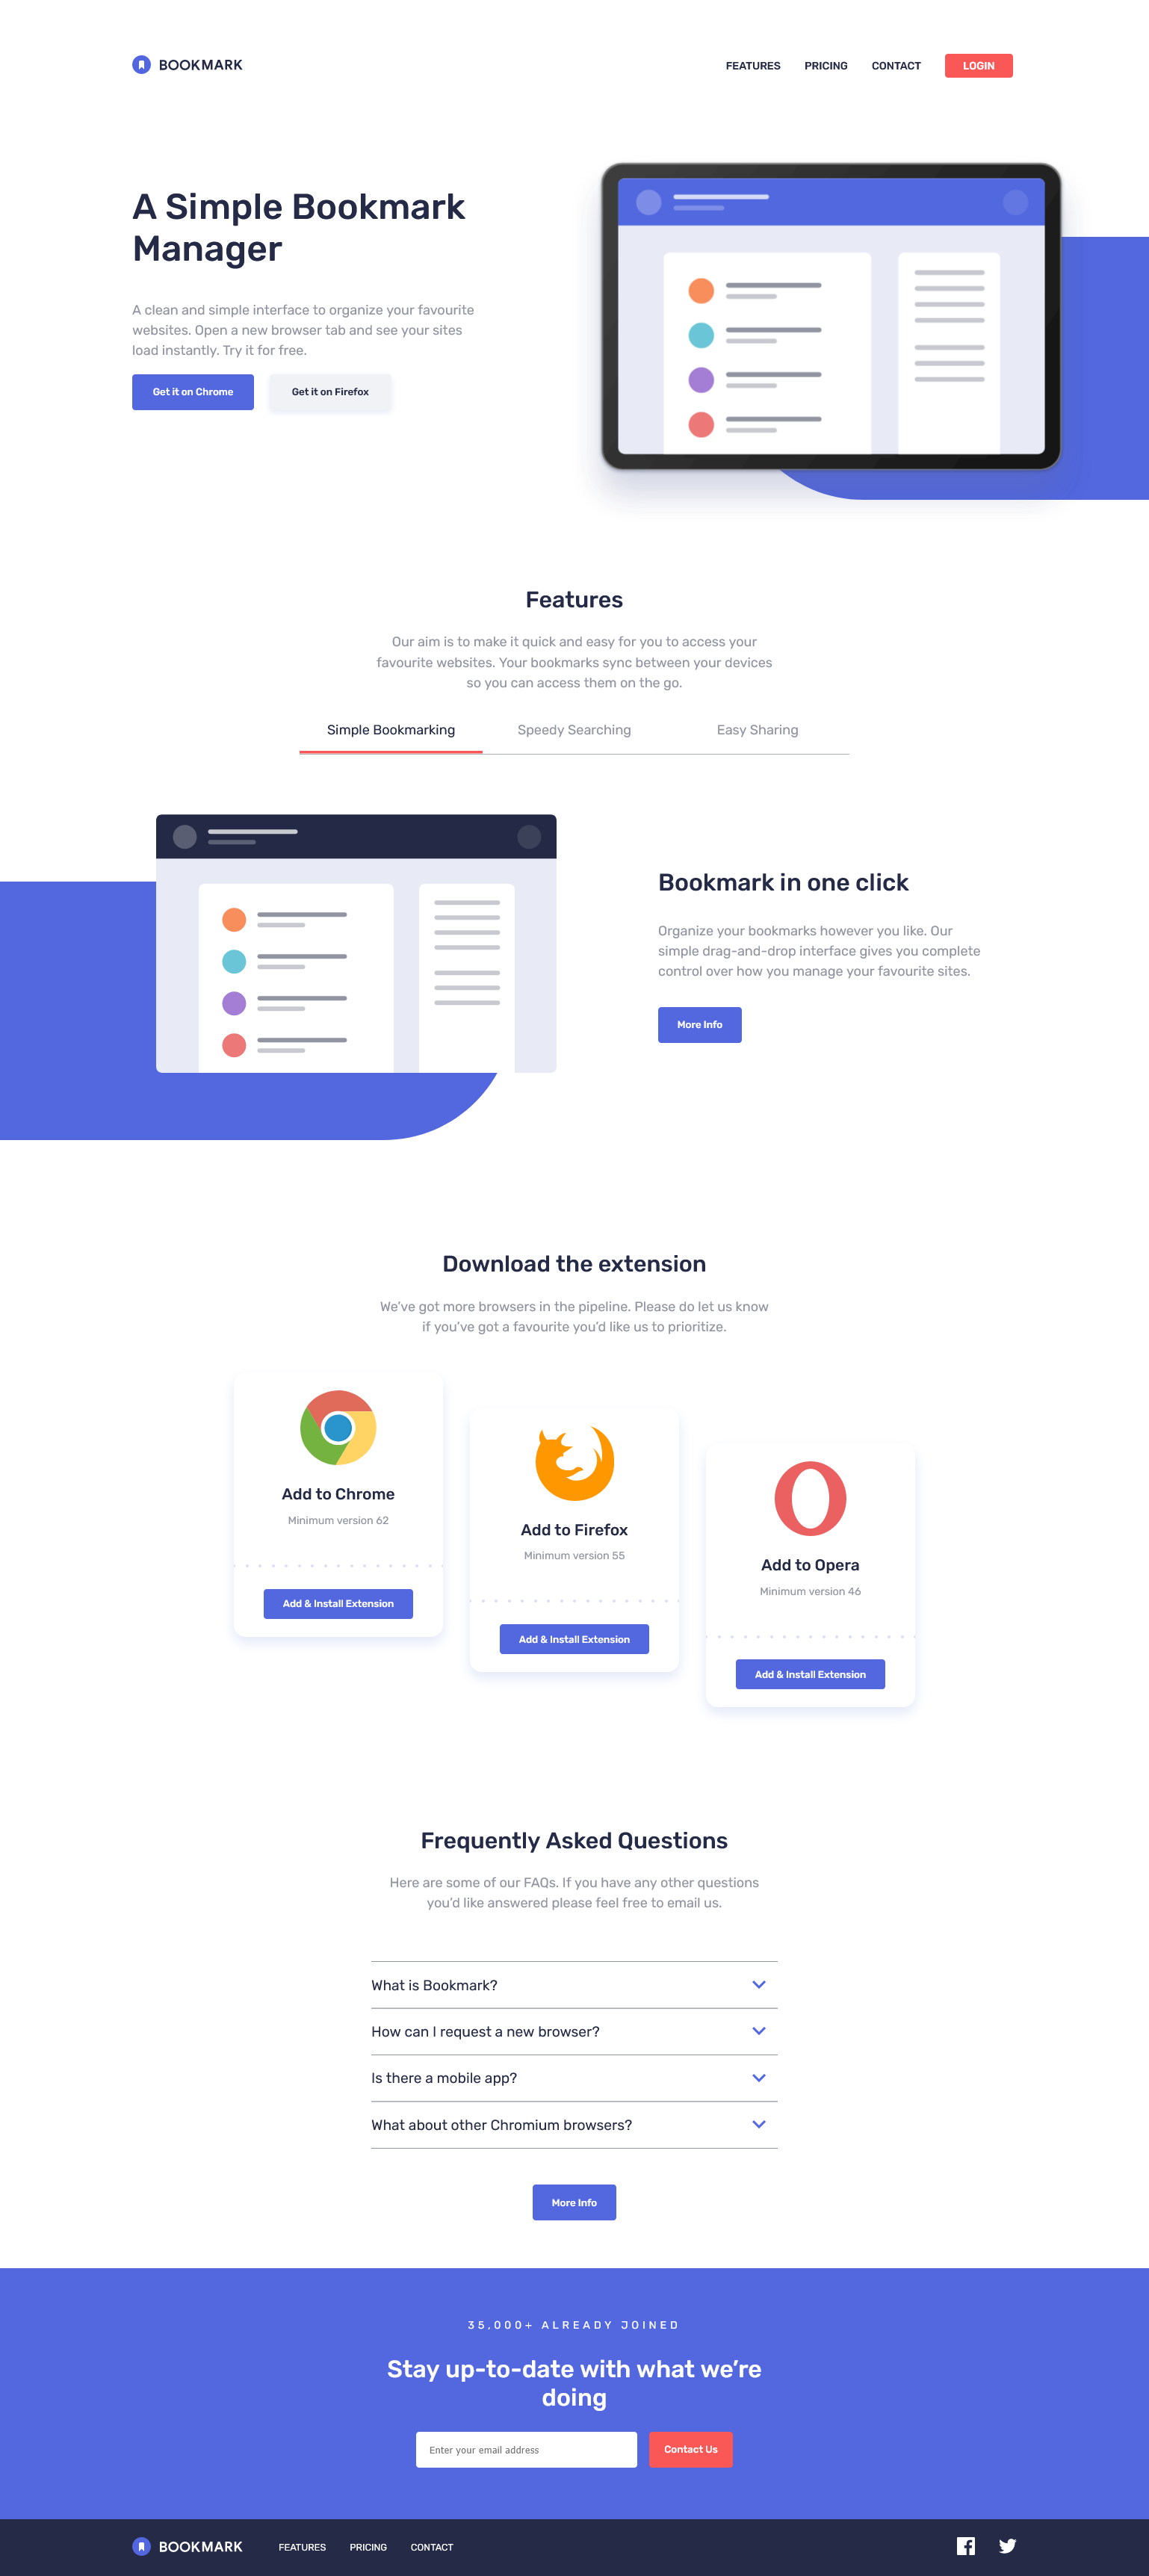 BOOKMARK
FEATURES PRICING CONTACT LOGIN
A Simple Bookmark
Manager
A clean and simple interface to organize your favourite
websites. Open a new browser tab and see your sites
load instantly. Try it for free.
Get it on Chrome Get it on Firefox
Features
Our aim is to make it quick and easy for you to access your
favourite websites. Your bookmarks sync between your devices
so you can access them on the go.
Simple Bookmarking Speedy Searching Easy Sharing
Bookmark in one click
Organize your bookmarks however you like. Our
simple drag-and-drop interface gives you complete
control over how you manage your favourite sites.
More Info
Download the extension
We’ve got more browsers in the pipeline. Please do let us know
if you’ve got a favourite you’d like us to prioritize.
Add to Chrome
Minimum version 62
Add & Install Extension
Add to Firefox
Minimum version 55
Add & Install Extension
Add to Opera
Minimum version 46
Add & Install Extension
Frequently Asked Questions
Here are some of our FAQs. If you have any other questions
you’d like answered please feel free to email us.
What is Bookmark?
How can I request a new browser?
Is there a mobile app?
What about other Chromium browsers?
More Info
35,000+ ALREADY JOINED
Stay up-to-date with what we’re
doing
Enter your email address Contact Us
BOOKMARK FEATURES PRICING CONTACT